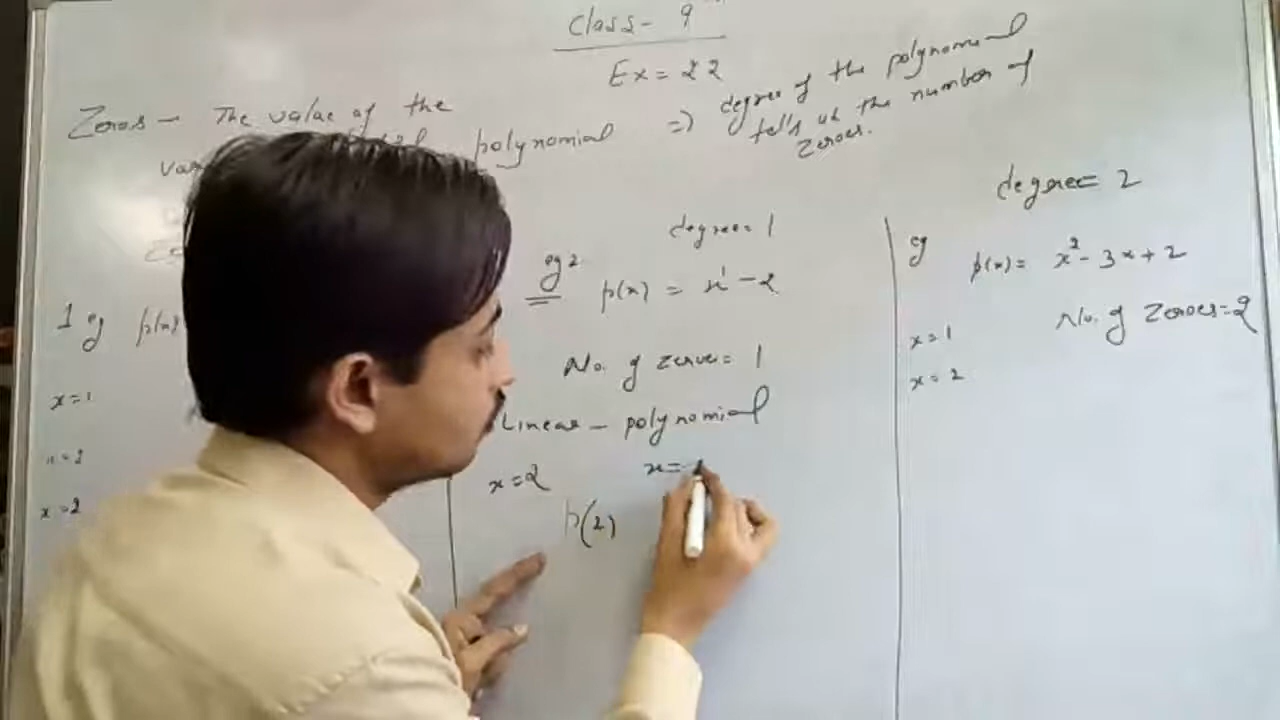 Class - 9
Ex = 2 2
Zeros - The value of the
polynomial
=> degree of the polynomial
tells us the number of
zeroes.
1 eg p(x)
x=1
x=2
eg 2
degree = 1
p(x) = x¹ - 2
No. of zeroes = 1
Linear - polynomial
x = 2
x =
p(2)
degree = 2
eg p(x) = x² - 3x + 2
No. of zeroes = 2
x = 1
x = 2